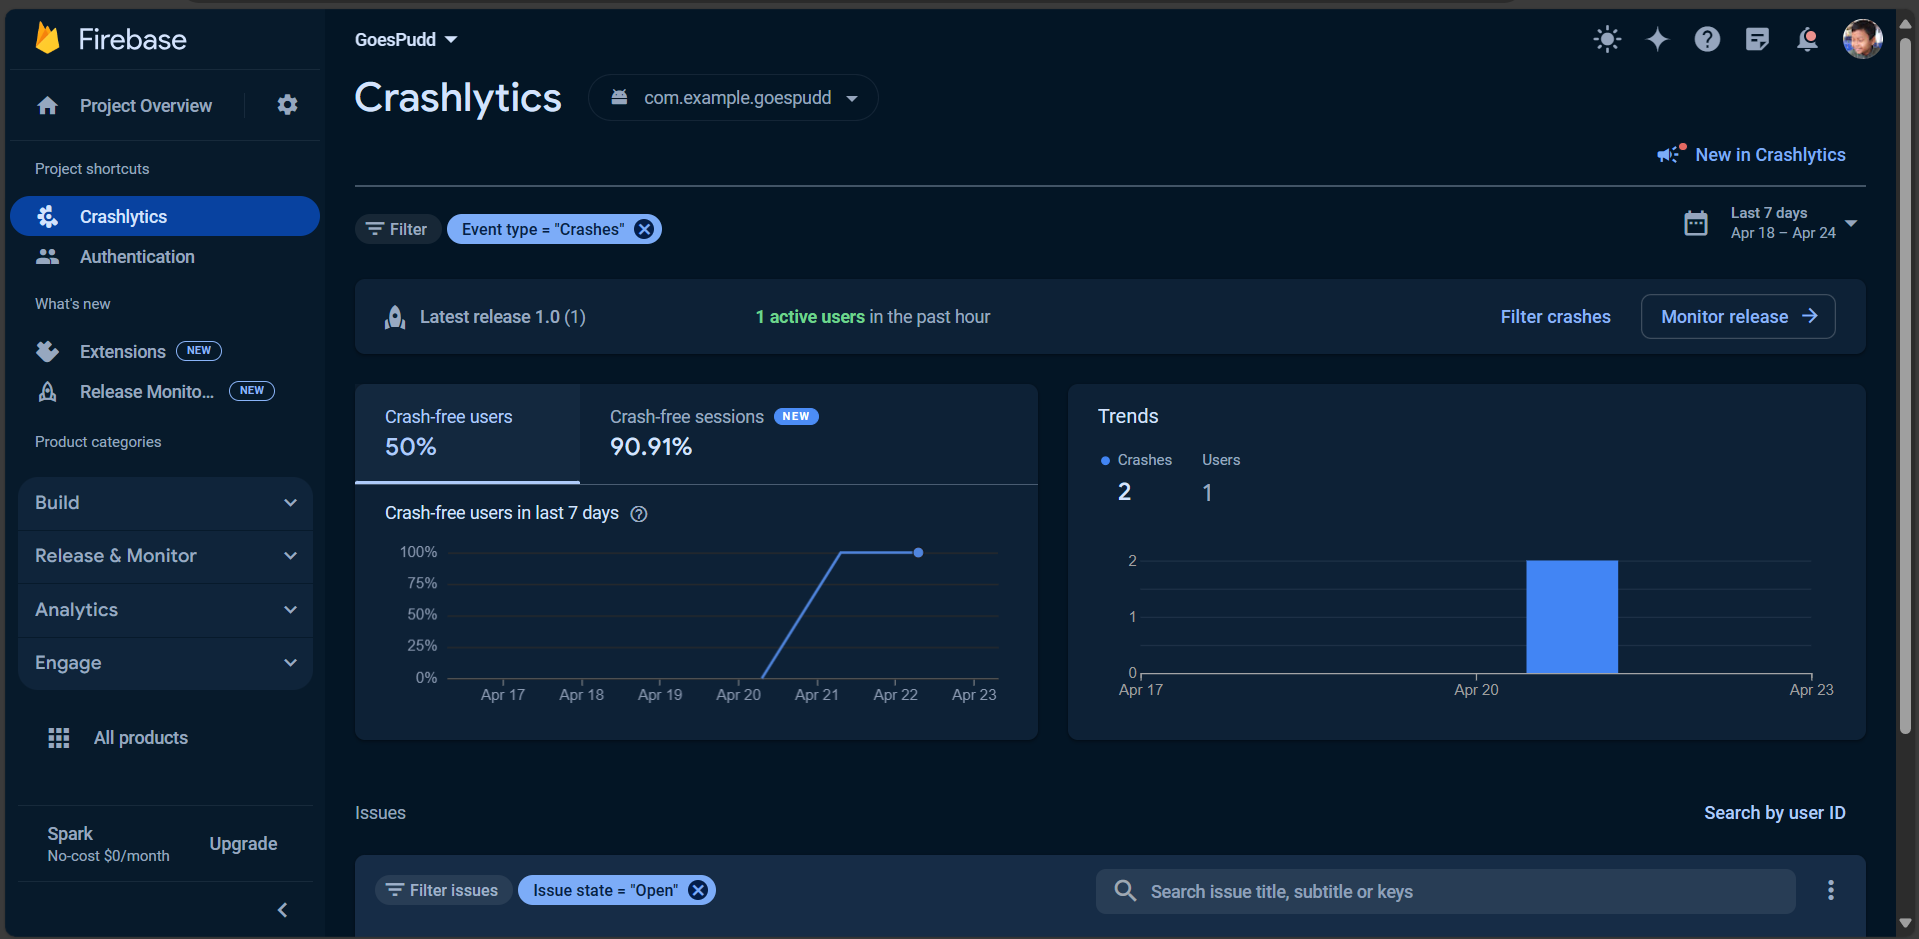 Firebase
GoesPudd
Project Overview
Crashlytics
com.example.goespudd
New in Crashlytics
Project shortcuts
Crashlytics
Authentication
What's new
Extensions NEW
Release Monito... NEW
Product categories
Build
Release & Monitor
Analytics
Engage
All products
Spark
No-cost $0/month
Upgrade
Filter
Event type = "Crashes"
Last 7 days
Apr 18 – Apr 24
Latest release 1.0 (1)
1 active users in the past hour
Filter crashes
Monitor release
Crash-free users
50%
Crash-free sessions NEW
90.91%
Crash-free users in last 7 days
100%
75%
50%
25%
0%
Apr 17 Apr 18 Apr 19 Apr 20 Apr 21 Apr 22 Apr 23
Trends
Crashes Users
2 1
2
1
0
Apr 17 Apr 20 Apr 23
Issues
Search by user ID
Filter issues
Issue state = "Open"
Search issue title, subtitle or keys